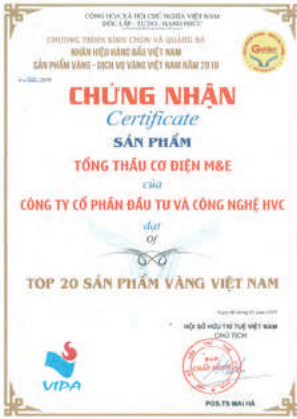 CỘNG HÒA XÃ HỘI CHỦ NGHĨA VIỆT NAM
ĐỘC LẬP - TỰ DO - HẠNH PHÚC
CHƯƠNG TRÌNH BÌNH CHỌN VÀ QUẢNG BÁ
NHÃN HIỆU HÀNG ĐẦU VIỆT NAM
SẢN PHẨM VÀNG - DỊCH VỤ VÀNG VIỆT NAM NĂM 2018
CHỨNG NHẬN
Certificate
SẢN PHẨM
TỔNG THẦU CƠ ĐIỆN M&E
của
CÔNG TY CỔ PHẦN ĐẦU TƯ VÀ CÔNG NGHỆ HVC
đạt
Of
TOP 20 SẢN PHẨM VÀNG VIỆT NAM
HỘI SỞ HỮU TRÍ TUỆ VIỆT NAM
CHỦ TỊCH
BAN
CHẤP HÀNH
VIPA
PGS.TS MAI HÀ